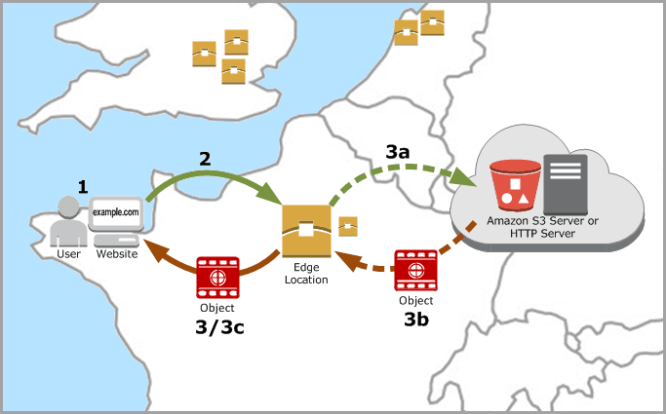 1
2
3a
example.com
User
Website
Edge
Location
Amazon S3 Server or
HTTP Server
Object
3/3c
Object
3b